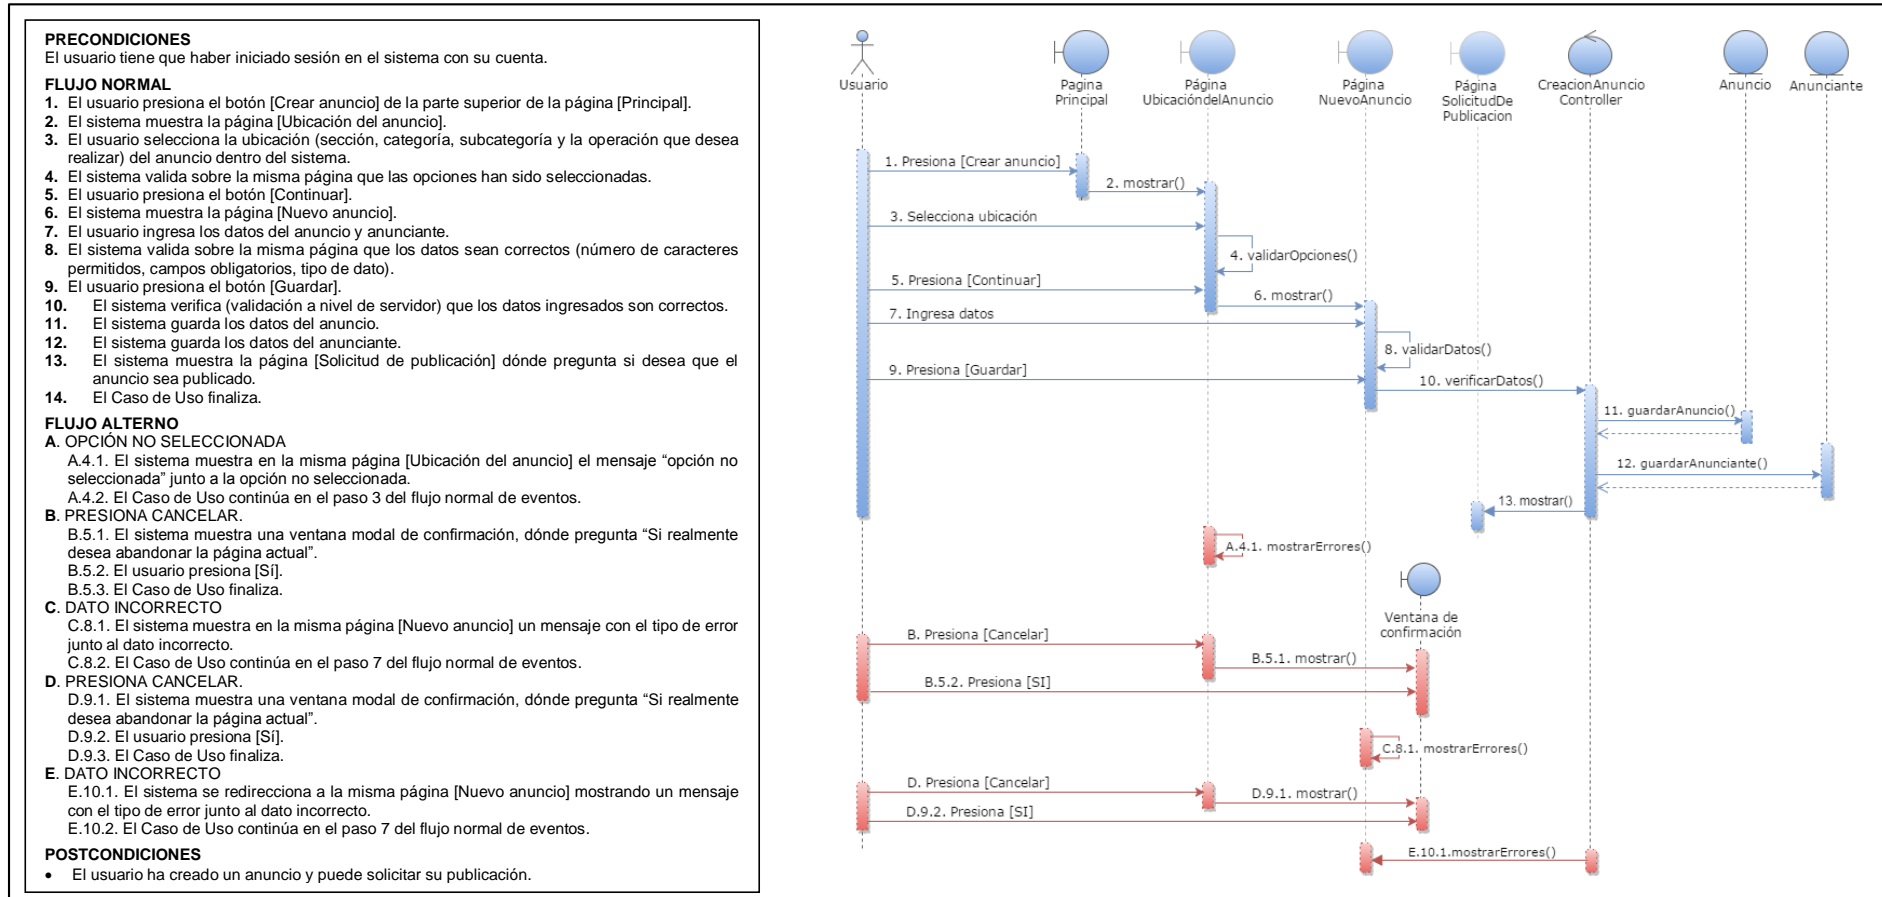 PRECONDICIONES
El usuario tiene que haber iniciado sesión en el sistema con su cuenta.
FLUJO NORMAL
1. El usuario presiona el botón [Crear anuncio] de la parte superior de la página [Principal].
2. El sistema muestra la página [Ubicación del anuncio].
3. El usuario selecciona la ubicación (sección, categoría, subcategoría y la operación que desea
realizar) del anuncio dentro del sistema.
4. El sistema valida sobre la misma página que las opciones han sido seleccionadas.
5. El usuario presiona el botón [Continuar].
6. El sistema muestra la página [Nuevo anuncio].
7. El usuario ingresa los datos del anuncio y anunciante.
8. El sistema valida sobre la misma página que los datos sean correctos (número de caracteres
permitidos, campos obligatorios, tipo de dato).
9. El usuario presiona el botón [Guardar].
10. El sistema verifica (validación a nivel de servidor) que los datos ingresados son correctos.
11. El sistema guarda los datos del anuncio.
12. El sistema guarda los datos del anunciante.
13. El sistema muestra la página [Solicitud de publicación] dónde pregunta si desea que el
anuncio sea publicado.
14. El Caso de Uso finaliza.
FLUJO ALTERNO
A. OPCIÓN NO SELECCIONADA
A.4.1. El sistema muestra en la misma página [Ubicación del anuncio] el mensaje “opción no
seleccionada” junto a la opción no seleccionada.
A.4.2. El Caso de Uso continúa en el paso 3 del flujo normal de eventos.
B. PRESIONA CANCELAR.
B.5.1. El sistema muestra una ventana modal de confirmación, dónde pregunta “Si realmente
desea abandonar la página actual”.
B.5.2. El usuario presiona [Sí].
B.5.3. El Caso de Uso finaliza.
C. DATO INCORRECTO
C.8.1. El sistema muestra en la misma página [Nuevo anuncio] un mensaje con el tipo de error
junto al dato incorrecto.
C.8.2. El Caso de Uso continúa en el paso 7 del flujo normal de eventos.
D. PRESIONA CANCELAR.
D.9.1. El sistema muestra una ventana modal de confirmación, dónde pregunta “Si realmente
desea abandonar la página actual”.
D.9.2. El usuario presiona [Sí].
D.9.3. El Caso de Uso finaliza.
E. DATO INCORRECTO
E.10.1. El sistema se redirecciona a la misma página [Nuevo anuncio] mostrando un mensaje
con el tipo de error junto al dato incorrecto.
E.10.2. El Caso de Uso continúa en el paso 7 del flujo normal de eventos.
POSTCONDICIONES
• El usuario ha creado un anuncio y puede solicitar su publicación.
Usuario
Pagina
Principal
Página
UbicacióndelAnuncio
Página
NuevoAnuncio
Página
SolicitudDe
Publicacion
CreacionAnuncio
Controller
Anuncio
Anunciante
1. Presiona [Crear anuncio]
2. mostrar()
3. Selecciona ubicación
4. validarOpciones()
5. Presiona [Continuar]
6. mostrar()
7. Ingresa datos
8. validarDatos()
9. Presiona [Guardar]
10. verificarDatos()
11. guardarAnuncio()
12. guardarAnunciante()
13. mostrar()
A.4.1. mostrarErrores()
Ventana de
confirmación
B. Presiona [Cancelar]
B.5.1. mostrar()
B.5.2. Presiona [SI]
C.8.1. mostrarErrores()
D. Presiona [Cancelar]
D.9.1. mostrar()
D.9.2. Presiona [SI]
E.10.1.mostrarErrores()